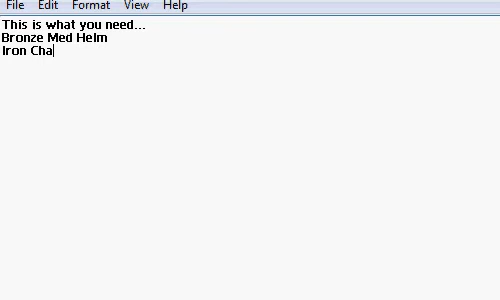 File Edit Format View Help
This is what you need...
Bronze Med Helm
Iron Cha